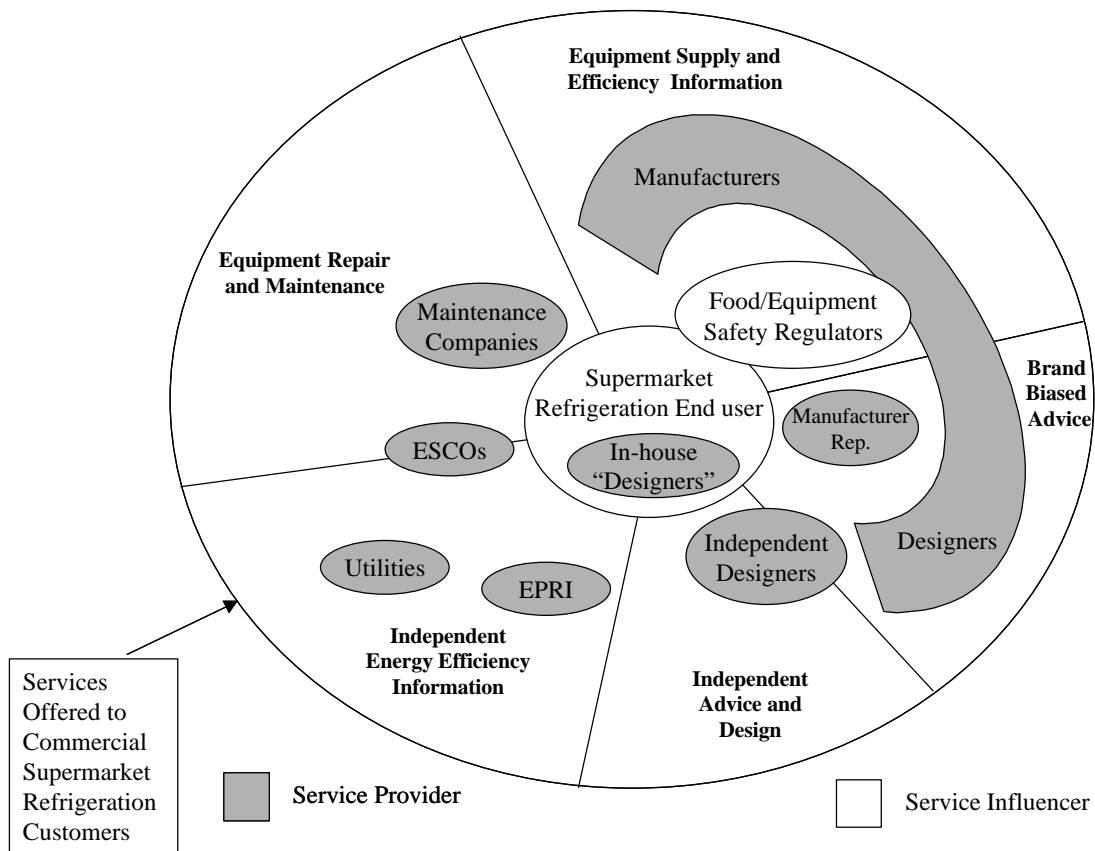 Equipment Supply and
Efficiency Information
Manufacturers
Equipment Repair
and Maintenance
Maintenance
Companies
Food/Equipment
Safety Regulators
Supermarket
Refrigeration End user
In-house
“Designers”
Brand
Biased
Advice
Manufacturer
Rep.
ESCOs
Independent
Designers
Designers
Utilities
EPRI
Independent
Energy Efficiency
Information
Independent
Advice and
Design
Services
Offered to
Commercial
Supermarket
Refrigeration
Customers
Service Provider
Service Influencer